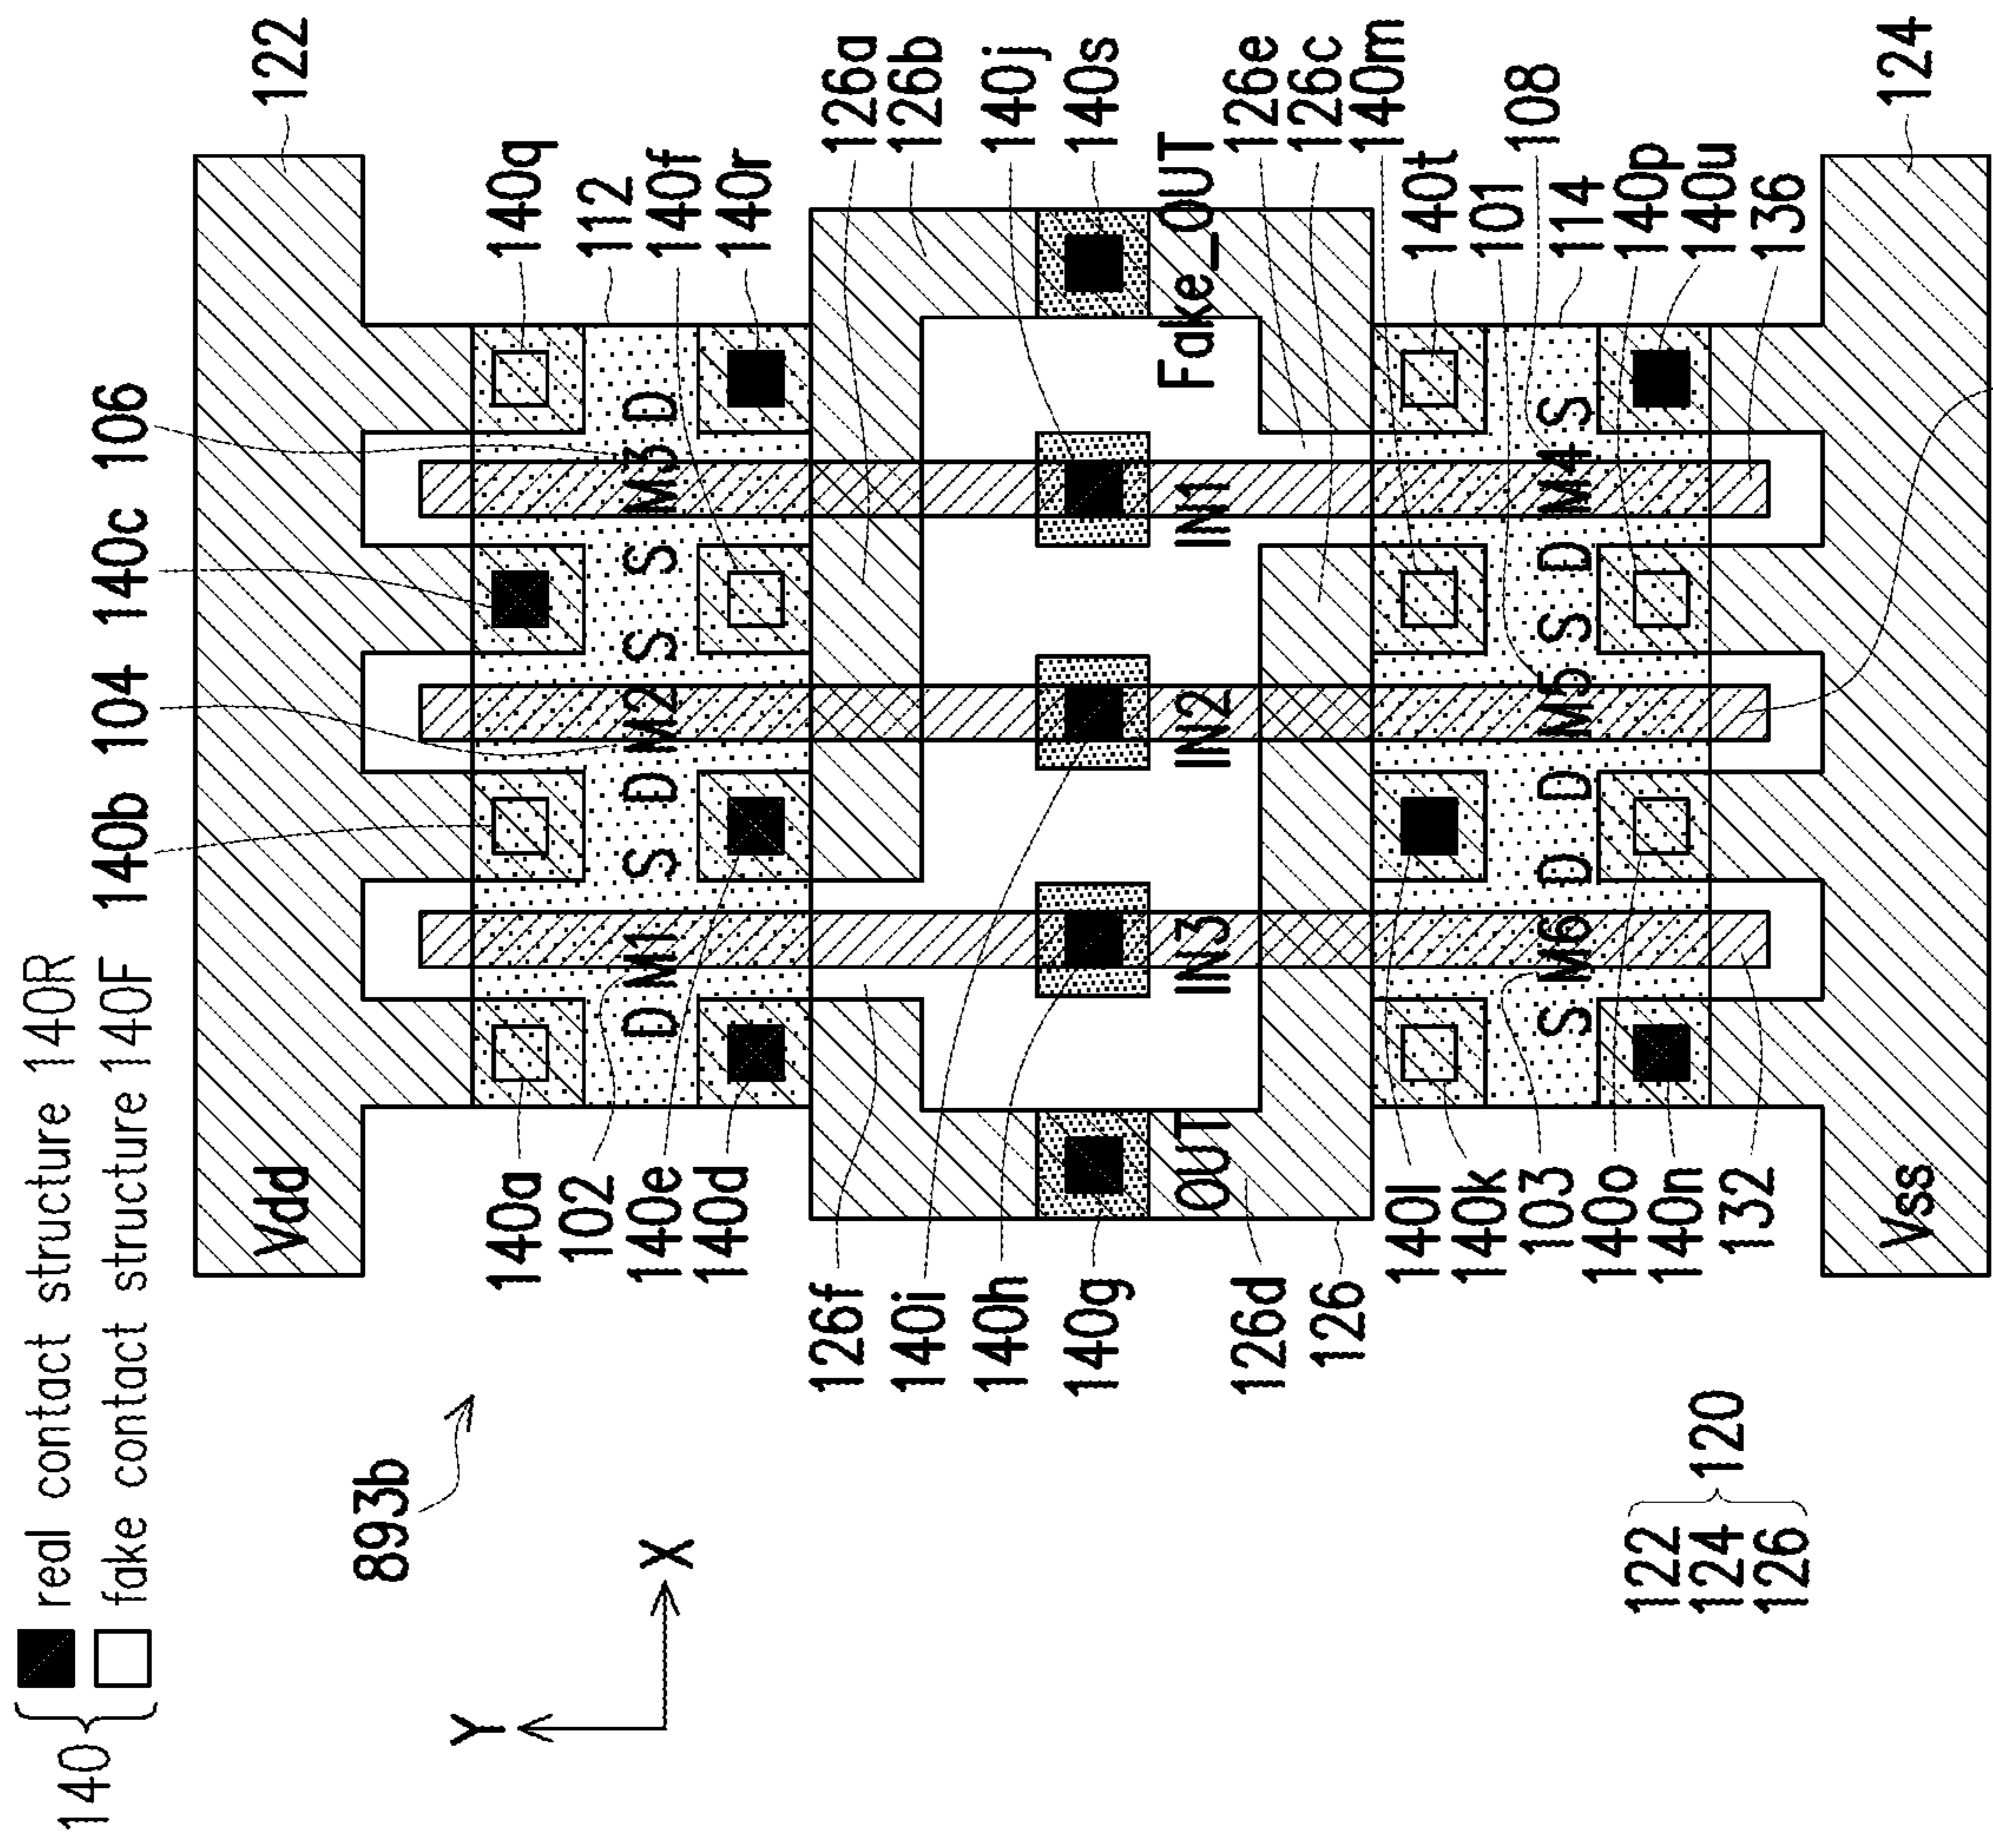 140
real contact structure 140R
fake contact structure 140F
893b
Y
X
122
124
126
120
140b 104 140c 106
Vdd
122
140a
102
140e
140d
140q
112
140f
140r
D M1 S D M2 S S M3 D
126f
140i
140h
140g
126d
126
126a
126b
140j
140s
126e
126c
140m
OUT
IN3
IN2
IN1
Fake_OUT
140l
140k
103
140o
140n
132
140t
101
108
114
140p
140u
136
S M6 D D M5 S D M4 S
Vss
124